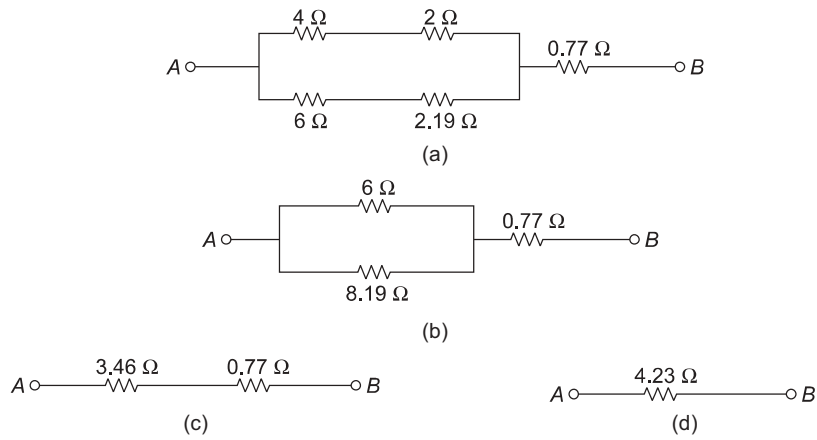 4 Ω 2 Ω
0.77 Ω
A B
6 Ω 2.19 Ω
(a)
6 Ω
0.77 Ω
A B
8.19 Ω
(b)
3.46 Ω 0.77 Ω
A B
(c)
4.23 Ω
A B
(d)